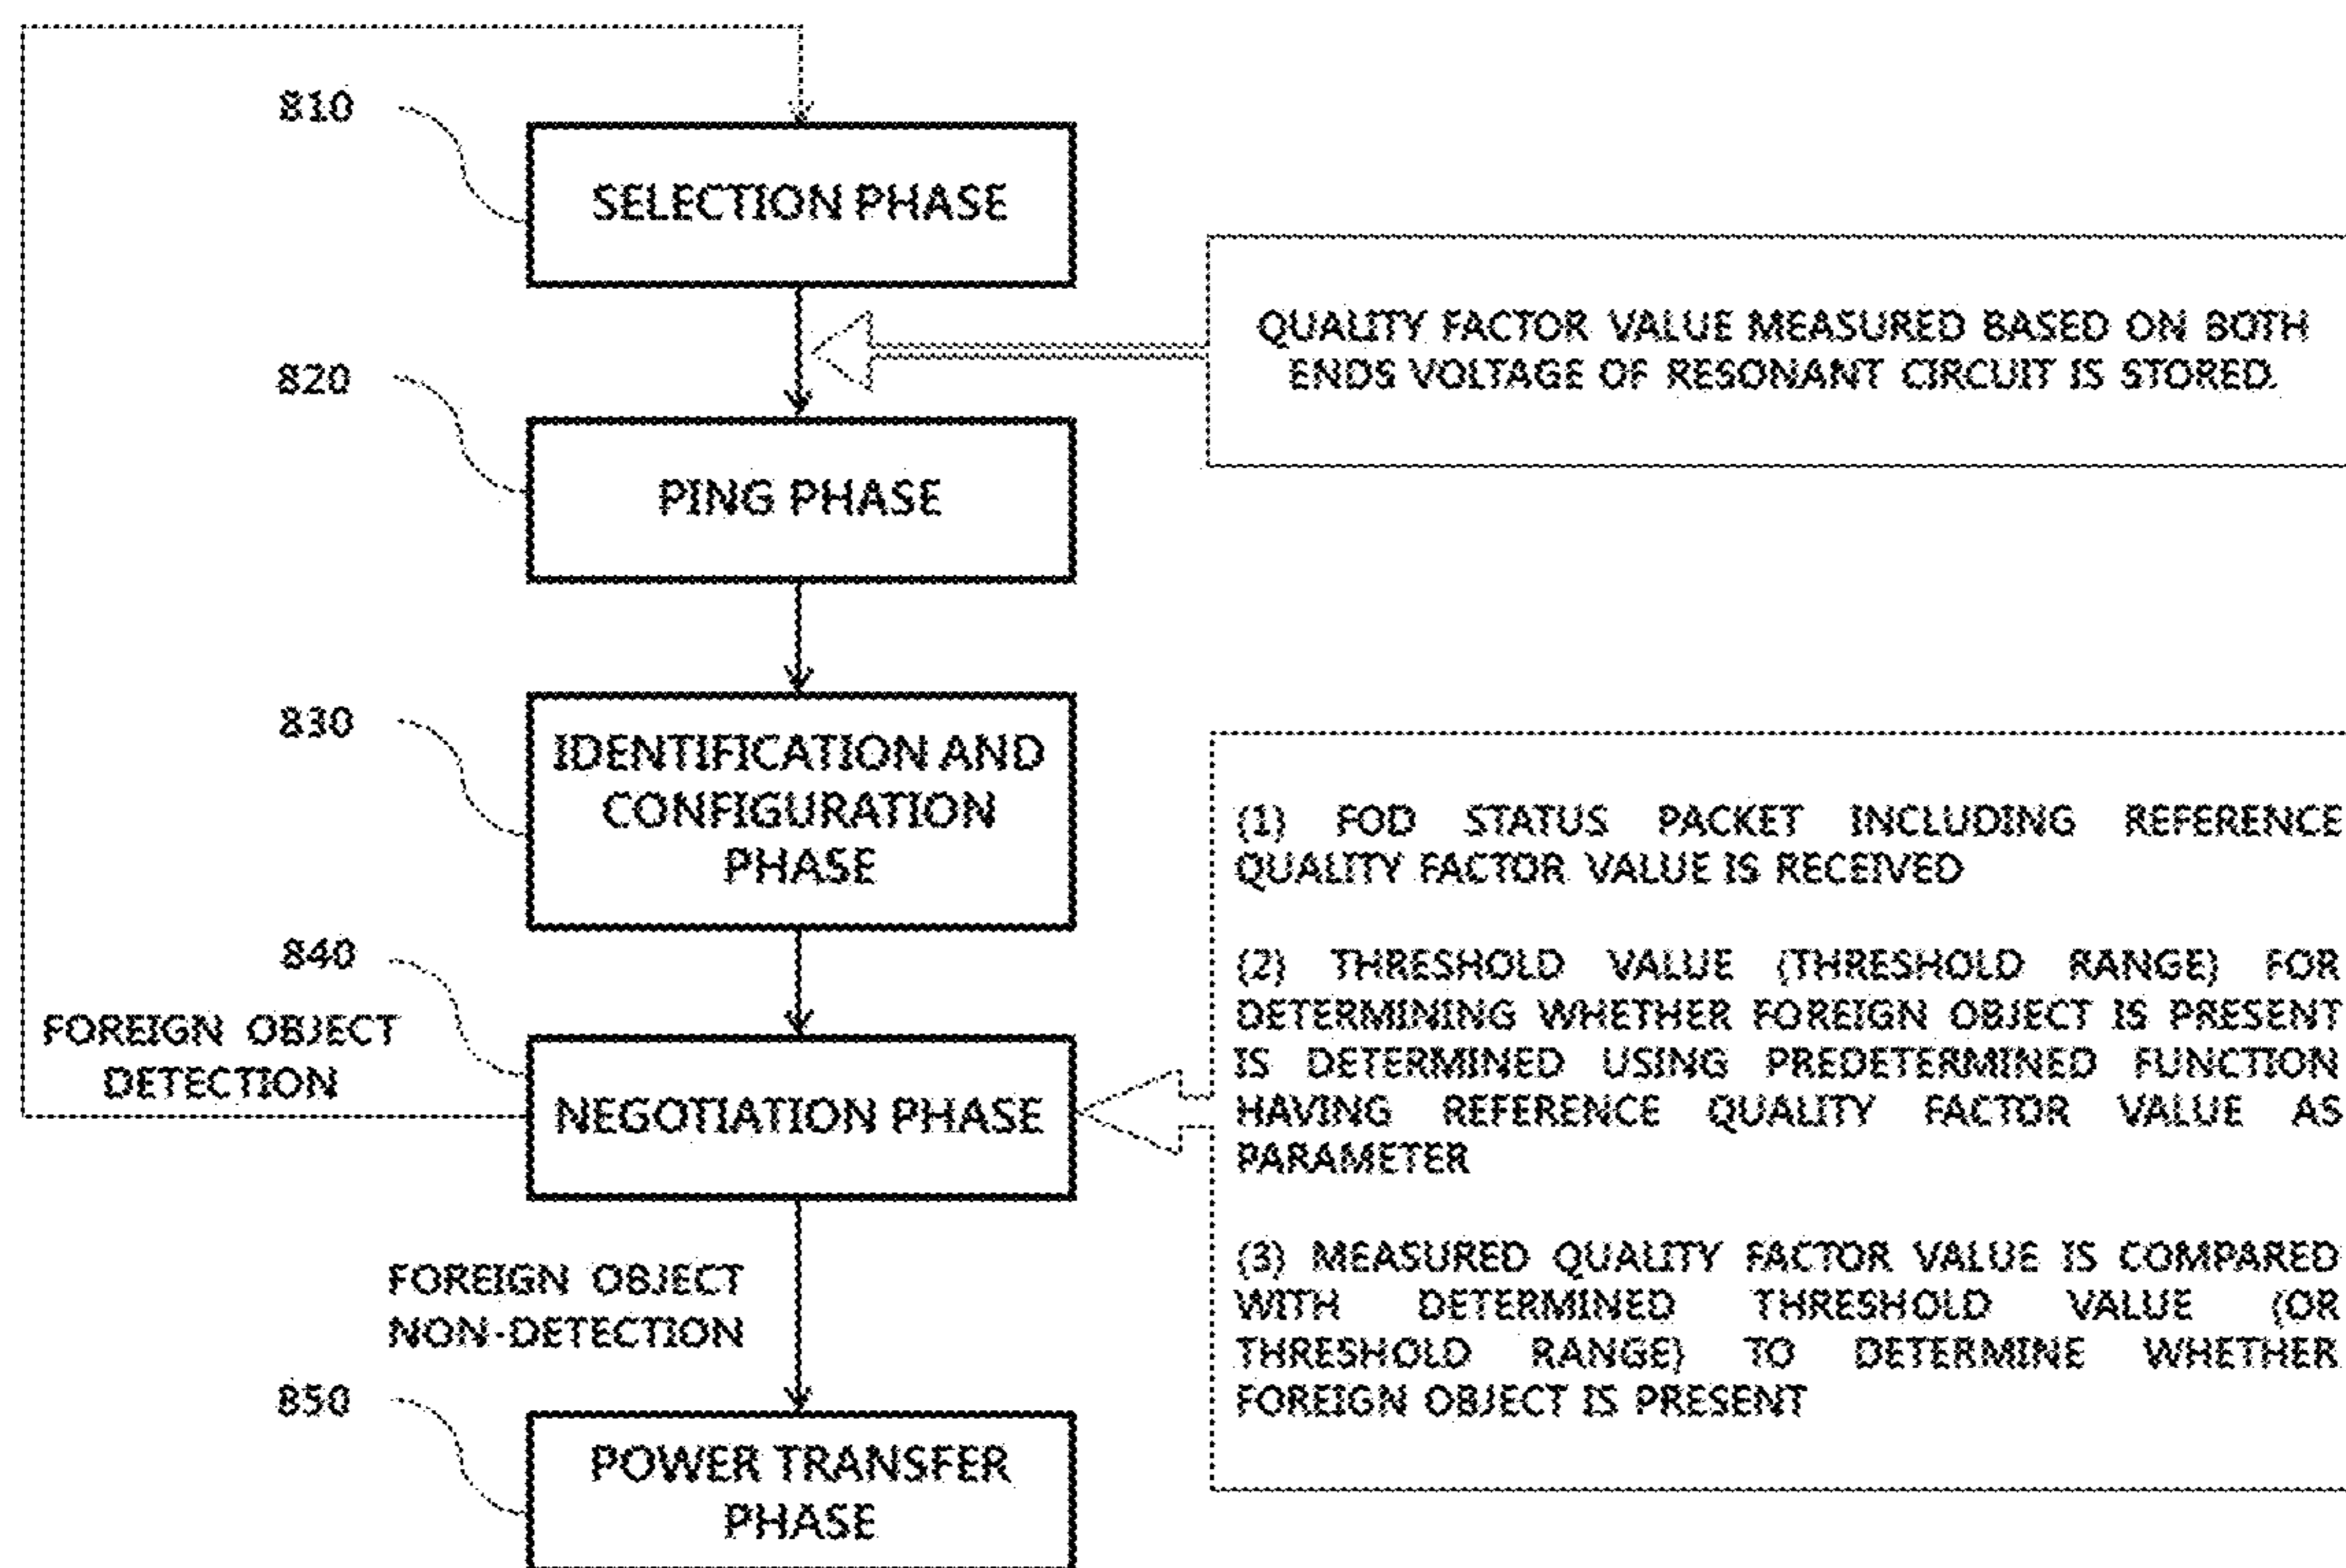 810
SELECTION PHASE
QUALITY FACTOR VALUE MEASURED BASED ON BOTH
ENDS VOLTAGE OF RESONANT CIRCUIT IS STORED.
820
PING PHASE
830
IDENTIFICATION AND
CONFIGURATION
PHASE
(1) FOD STATUS PACKET INCLUDING REFERENCE
QUALITY FACTOR VALUE IS RECEIVED
(2) THRESHOLD VALUE (THRESHOLD RANGE) FOR
DETERMINING WHETHER FOREIGN OBJECT IS PRESENT
IS DETERMINED USING PREDETERMINED FUNCTION
HAVING REFERENCE QUALITY FACTOR VALUE AS
PARAMETER
(3) MEASURED QUALITY FACTOR VALUE IS COMPARED
WITH DETERMINED THRESHOLD VALUE (OR
THRESHOLD RANGE) TO DETERMINE WHETHER
FOREIGN OBJECT IS PRESENT
840
FOREIGN OBJECT
DETECTION
NEGOTIATION PHASE
FOREIGN OBJECT
NON-DETECTION
850
POWER TRANSFER
PHASE